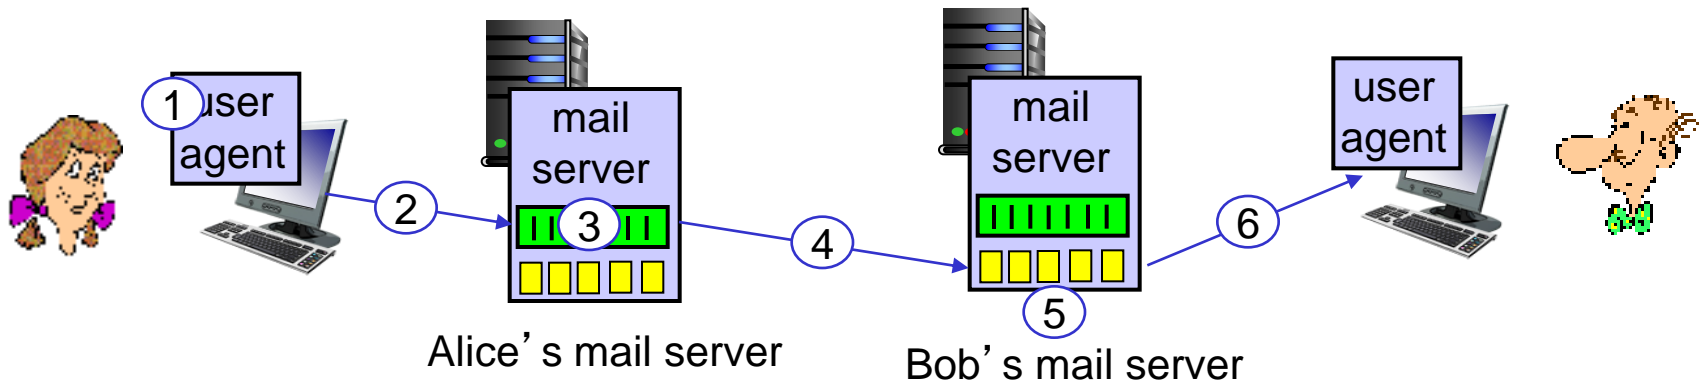 1
user
agent
2
mail
server
3
Alice’s mail server
4
mail
server
5
Bob’s mail server
6
user
agent